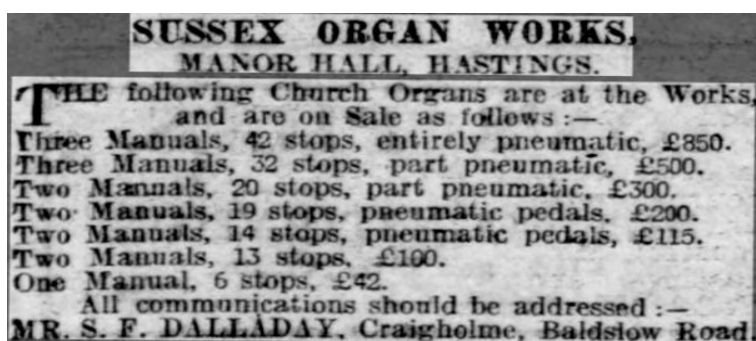 SUSSEX ORGAN WORKS,
MANOR HALL, HASTINGS.
THE following Church Organs are at the Works,
and are on Sale as follows :—
Three Manuals, 42 stops, entirely pneumatic, £850.
Three Manuals, 32 stops, part pneumatic, £500.
Two Manuals, 20 stops, part pneumatic, £300.
Two Manuals, 19 stops, pneumatic pedals, £200.
Two Manuals, 14 stops, pneumatic pedals, £115.
Two Manuals, 13 stops, £100.
One Manual, 6 stops, £42.
All communications should be addressed :—
MR. S. F. DALLADAY, Craigholme, Baldslow Road.